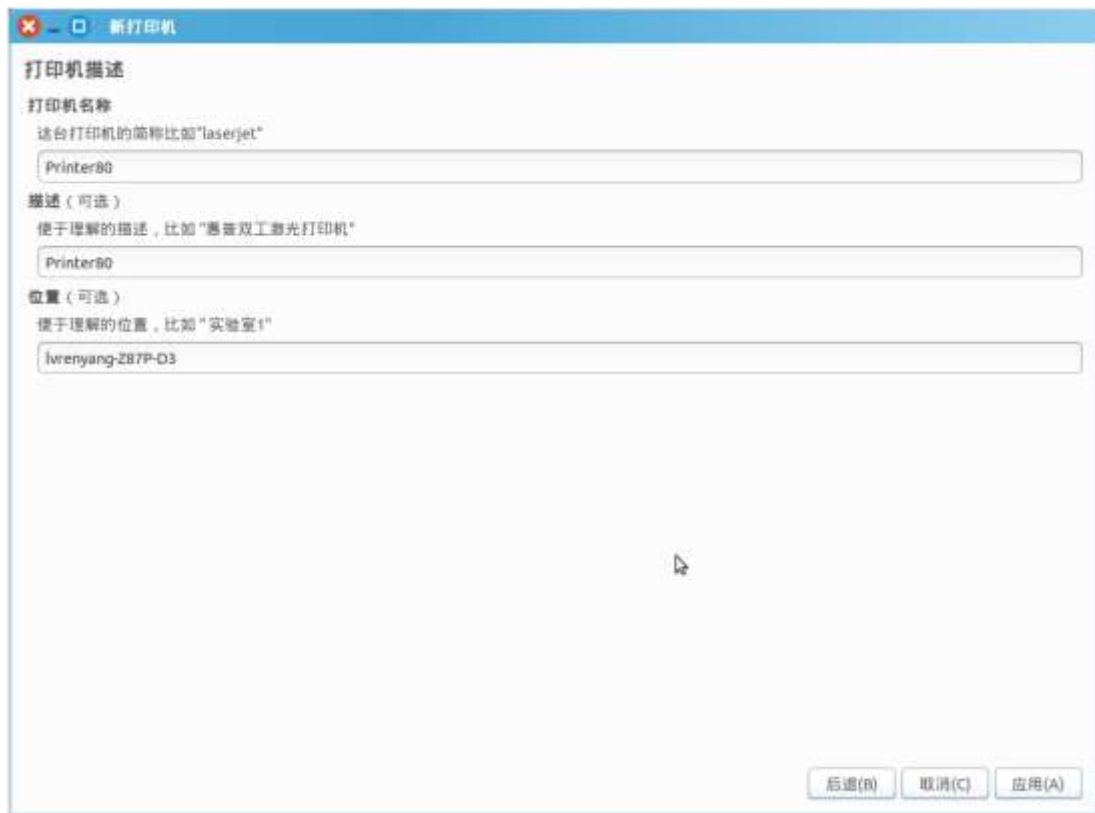 新打印机
打印机描述
打印机名称
这台打印机的简称比如"laserjet"
Printer80
描述（可选）
便于理解的描述，比如"惠普双工激光打印机"
Printer80
位置（可选）
便于理解的位置，比如"实验室1"
lvrenyang-Z87P-D3
后退(B) 取消(C) 应用(A)